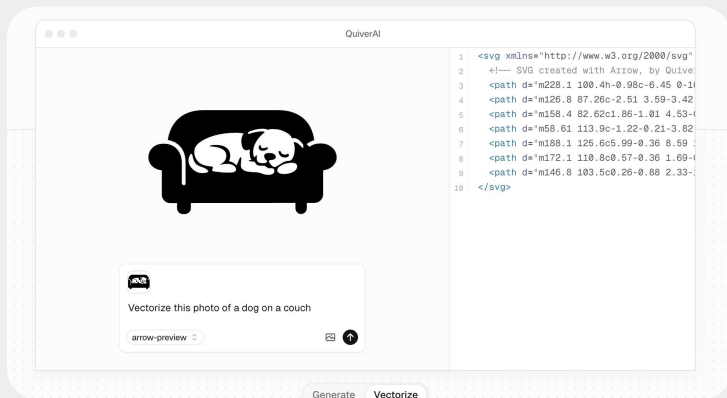 QuiverAI
1 <svg xmlns="http://www.w3.org/2000/svg"
2 <!-- SVG created with Arrow, by Quive
3 <path d="m228.1 100.4h-0.98c-6.45 0-1
4 <path d="m126.8 87.26c-2.51 3.59-3.42
5 <path d="m158.4 82.62c1.86-1.01 4.53-
6 <path d="m58.61 113.9c-1.22-0.21-3.82
7 <path d="m188.1 125.6c5.99-0.36 8.59
8 <path d="m172.1 110.8c0.57-0.36 1.69-
9 <path d="m146.8 103.5c0.26-0.88 2.33-
10 </svg>
Vectorize this photo of a dog on a couch
arrow-preview
Generate Vectorize